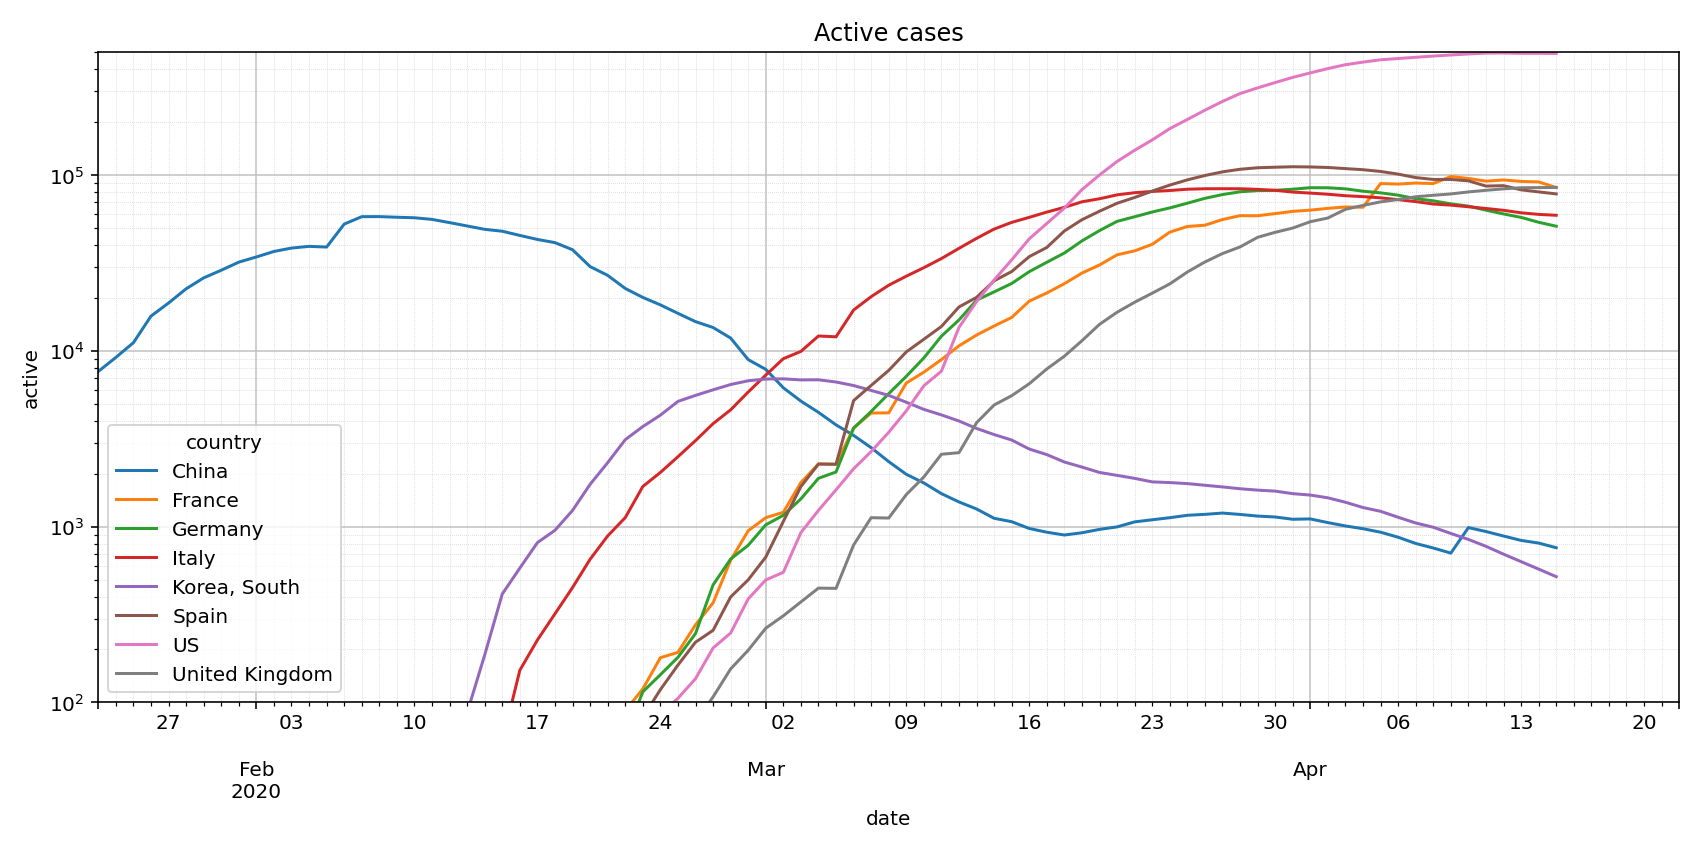 Active cases
active
10^5
10^4
10^3
10^2
country
China
France
Germany
Italy
Korea, South
Spain
US
United Kingdom
27 03 10 17 24 02 09 16 23 30 06 13 20
Feb Mar Apr
2020
date